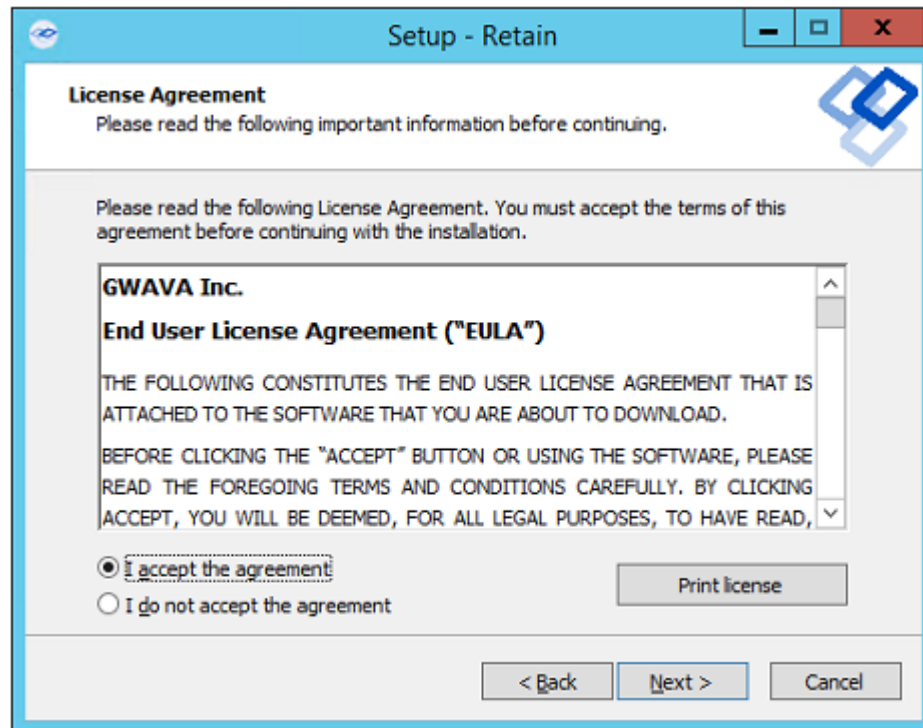 Setup - Retain
License Agreement
Please read the following important information before continuing.
Please read the following License Agreement. You must accept the terms of this
agreement before continuing with the installation.
GWAVA Inc.
End User License Agreement (“EULA”)
THE FOLLOWING CONSTITUTES THE END USER LICENSE AGREEMENT THAT IS
ATTACHED TO THE SOFTWARE THAT YOU ARE ABOUT TO DOWNLOAD.
BEFORE CLICKING THE “ACCEPT” BUTTON OR USING THE SOFTWARE, PLEASE
READ THE FOREGOING TERMS AND CONDITIONS CAREFULLY. BY CLICKING
ACCEPT, YOU WILL BE DEEMED, FOR ALL LEGAL PURPOSES, TO HAVE READ,
I accept the agreement
I do not accept the agreement
Print license
< Back
Next >
Cancel